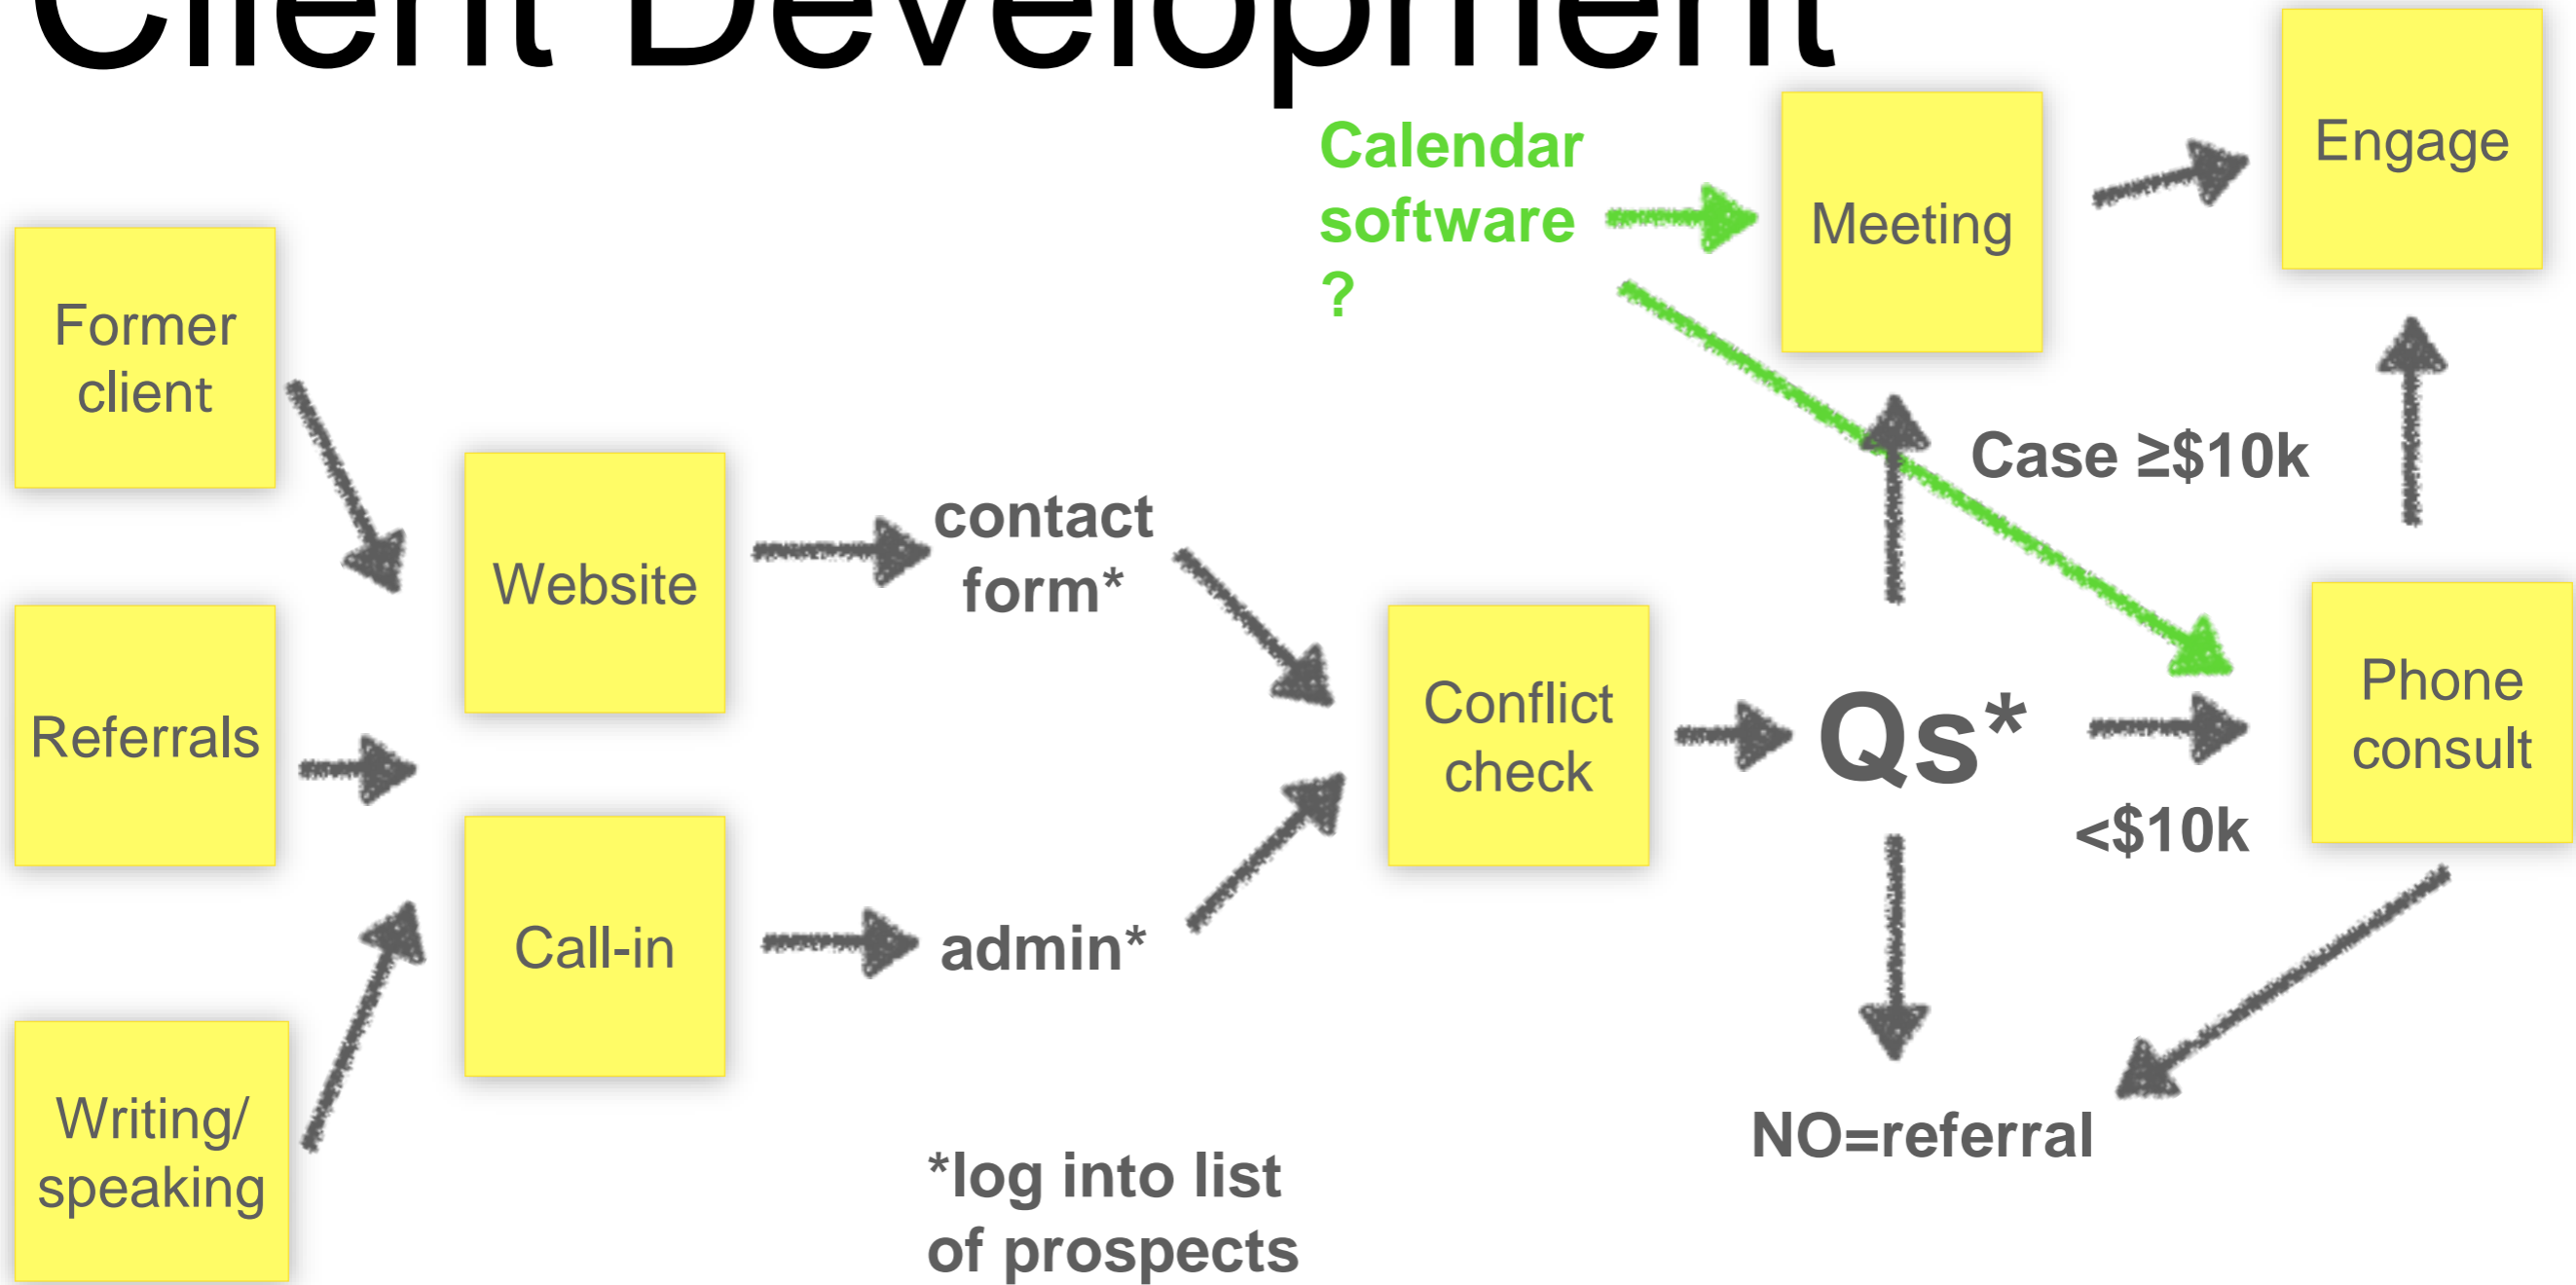 Client Development
Former
client
Referrals
Writing/
speaking
Website
Call-in
contact
form*
admin*
*log into list
of prospects
Conflict
check
Qs*
Calendar
software
?
Meeting
Case ≥$10k
Engage
Phone
consult
<$10k
NO=referral